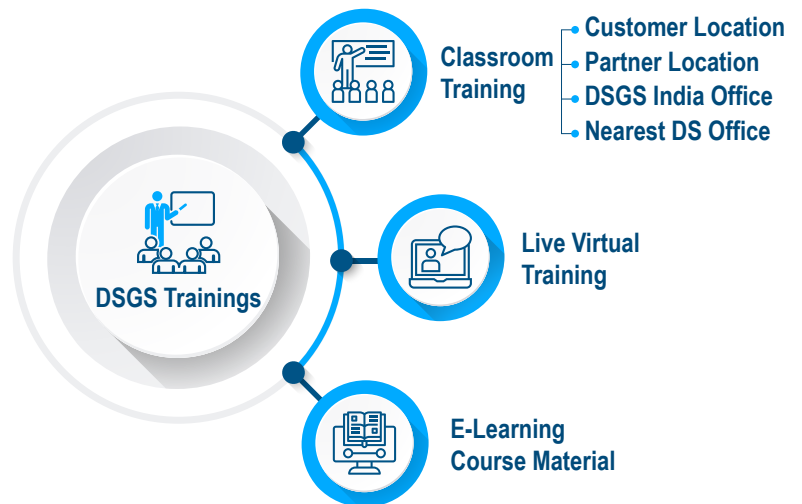 DSGS Trainings
Classroom
Training
Customer Location
Partner Location
DSGS India Office
Nearest DS Office
Live Virtual
Training
E-Learning
Course Material